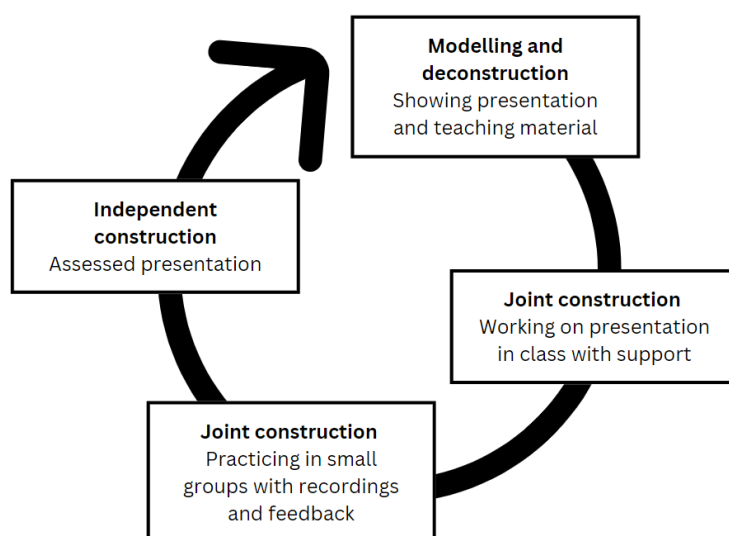 Modelling and
deconstruction
Showing presentation
and teaching material
Joint construction
Working on presentation
in class with support
Joint construction
Practicing in small
groups with recordings
and feedback
Independent
construction
Assessed presentation